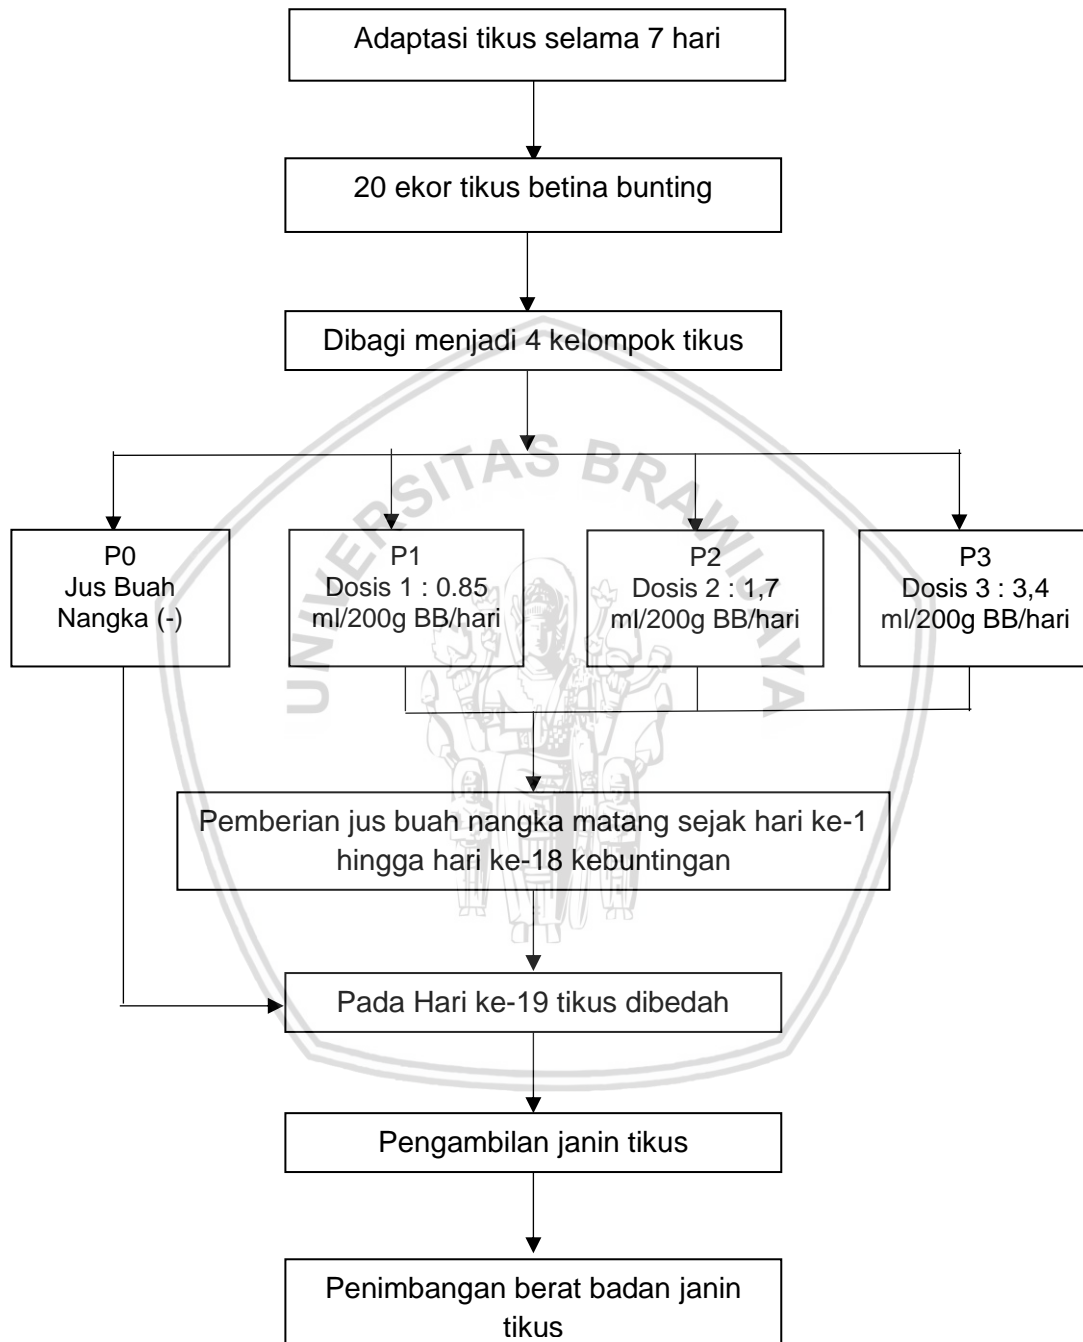 Adaptasi tikus selama 7 hari
20 ekor tikus betina bunting
Dibagi menjadi 4 kelompok tikus
UNIVERSITAS BRAWIJAYA
P0
Jus Buah
Nangka (-)
P1
Dosis 1 : 0.85
ml/200g BB/hari
P2
Dosis 2 : 1,7
ml/200g BB/hari
P3
Dosis 3 : 3,4
ml/200g BB/hari
Pemberian jus buah nangka matang sejak hari ke-1
hingga hari ke-18 kebuntingan
Pada Hari ke-19 tikus dibedah
Pengambilan janin tikus
Penimbangan berat badan janin
tikus